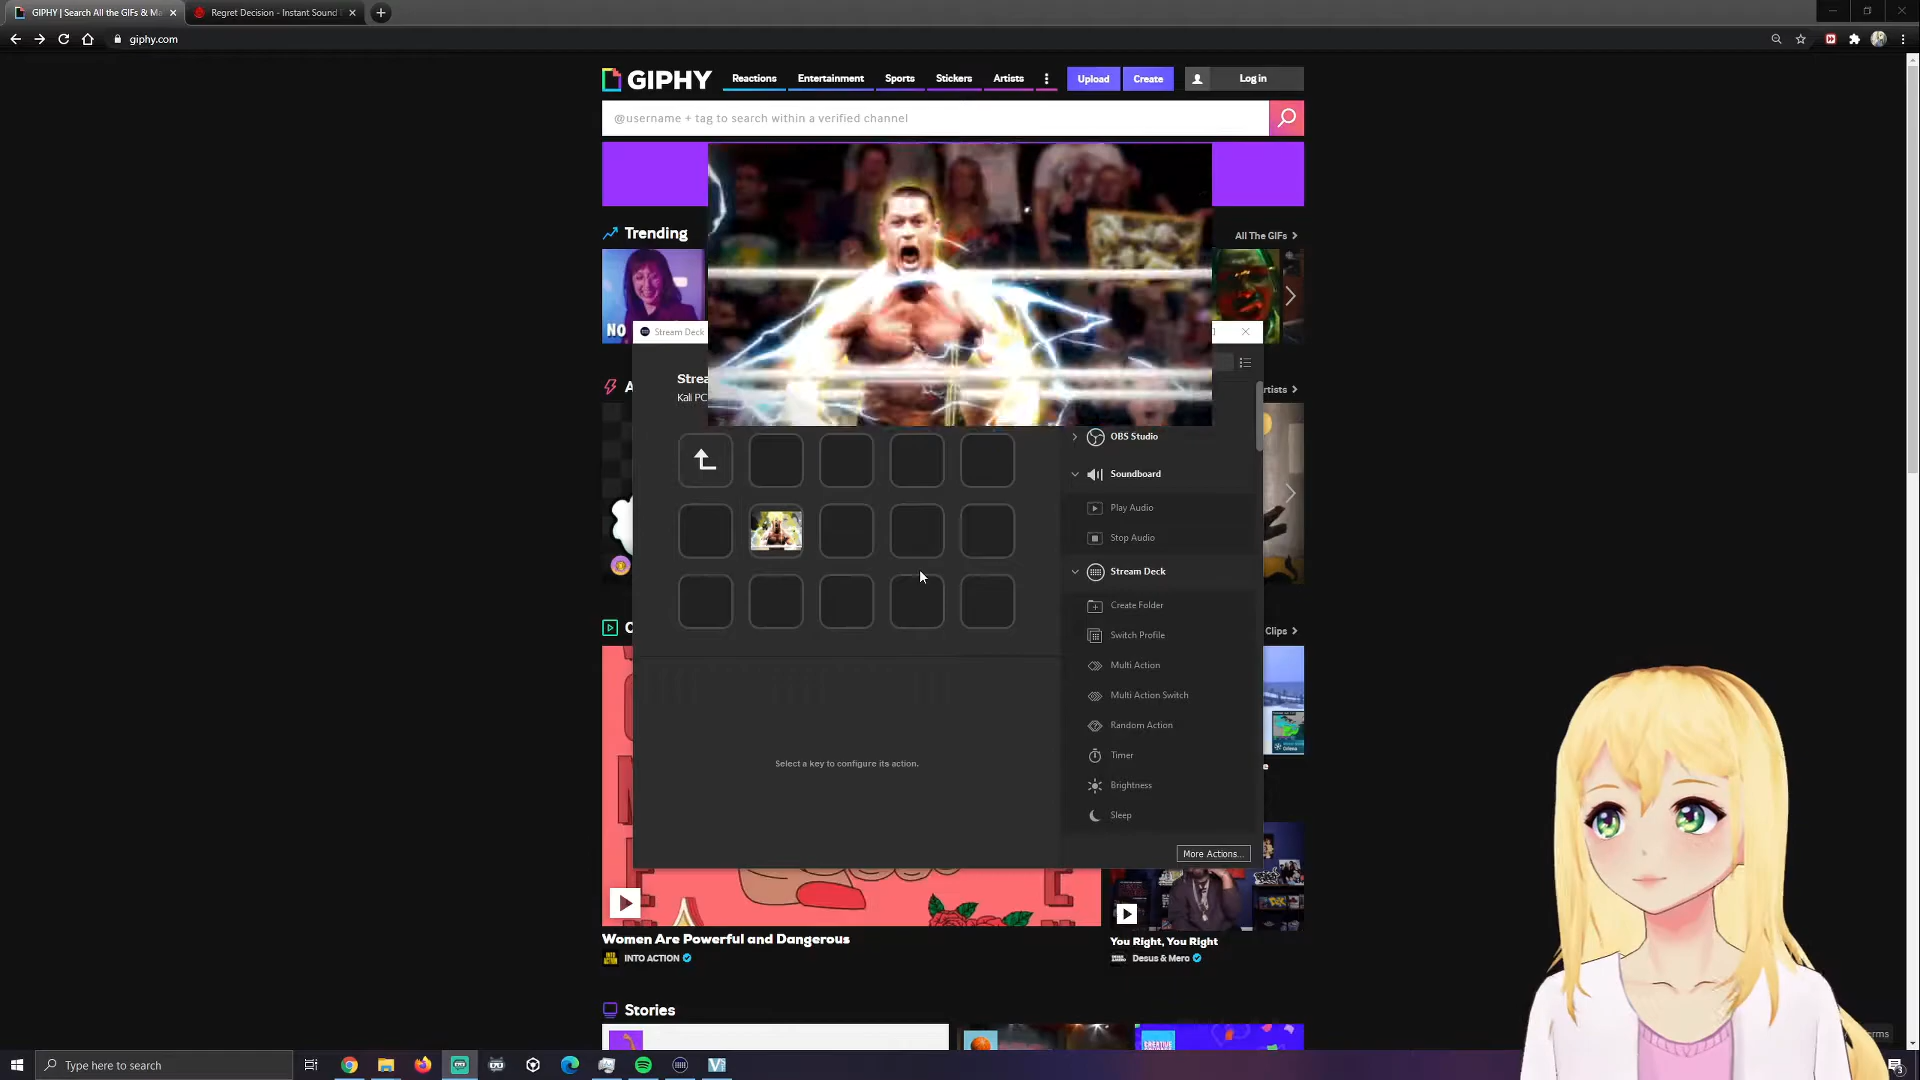 GIPHY | Search All the GIFs & Ma
Regret Decision - Instant Sound
giphy.com
GIPHY
Reactions
Entertainment
Sports
Stickers
Artists
Upload
Create
Log in
@username + tag to search within a verified channel
Trending
All The GIFs
NO
Stream Deck
Strea
Kali PC
A
rtists
OBS Studio
Soundboard
Play Audio
Stop Audio
Stream Deck
Create Folder
Switch Profile
Multi Action
Multi Action Switch
Random Action
Timer
Brightness
Sleep
More Actions...
C
Clips
Select a key to configure its action.
Women Are Powerful and Dangerous
INTO ACTION
You Right, You Right
Desus & Mero
Stories
Type here to search